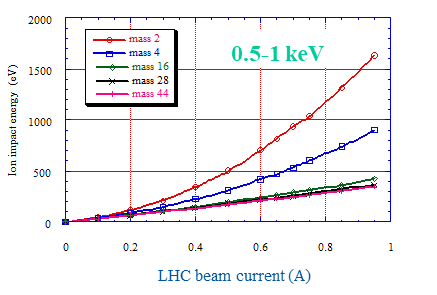 2000
1500
1000
500
0
Ion impact energy (eV)
mass 2
mass 4
mass 16
mass 28
mass 44
0.5-1 keV
0 0.2 0.4 0.6 0.8 1
LHC beam current (A)